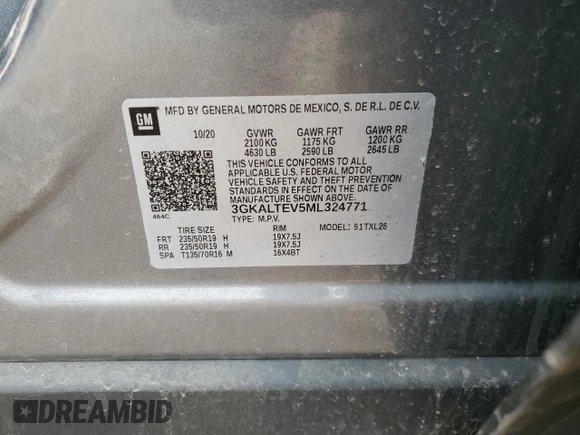 GM
MFD BY GENERAL MOTORS DE MEXICO, S. DE R.L. DE C.V.
10/20 GVWR GAWR FRT GAWR RR
2100 KG 1175 KG 1200 KG
4630 LB 2590 LB 2645 LB
THIS VEHICLE CONFORMS TO ALL
APPLICABLE U.S. FEDERAL MOTOR
VEHICLE SAFETY AND THEFT PREVENTION
STANDARDS IN EFFECT ON THE DATE OF
MANUFACTURE SHOWN ABOVE.
3GKALTEV5ML324771
464C
TYPE: M.P.V. MODEL: 51TXL26
TIRE SIZE RIM
FRT 235/50R19 H 19X7.5J
RR 235/50R19 H 19X7.5J
SPA T135/70R16 M 16X4BT
DREAMBID